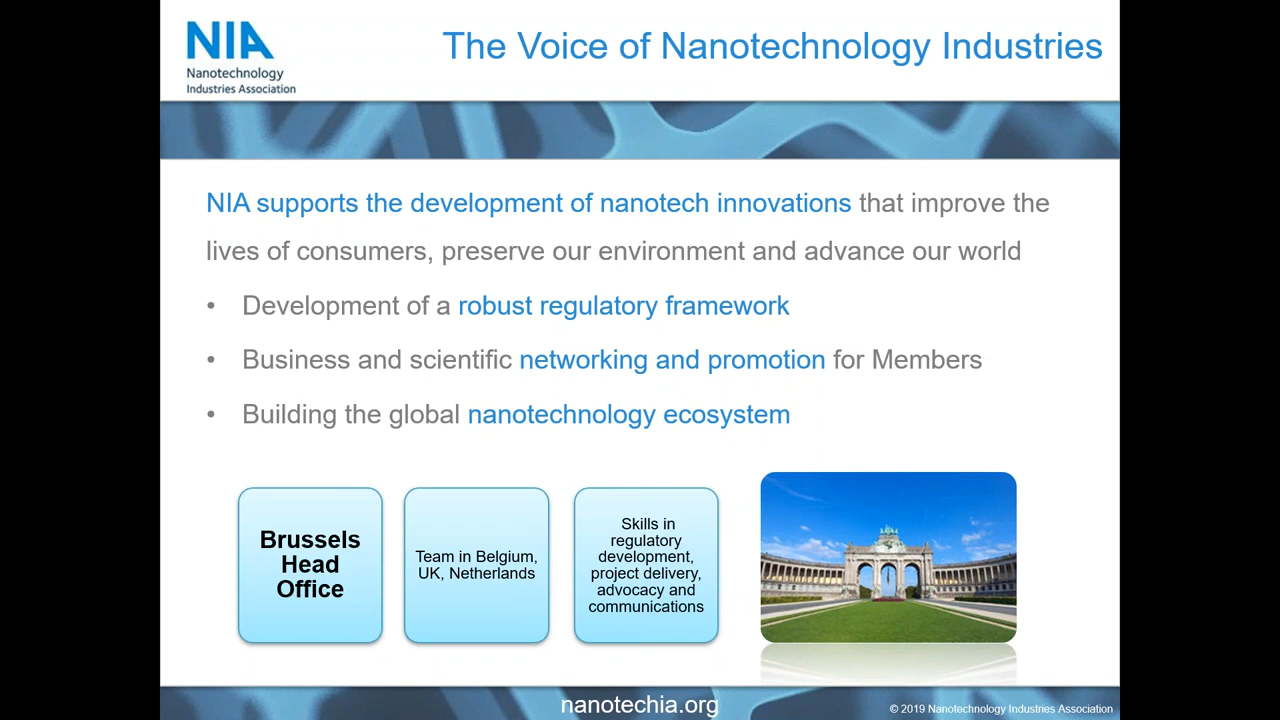 NIA
Nanotechnology
Industries Association
The Voice of Nanotechnology Industries
NIA supports the development of nanotech innovations that improve the
lives of consumers, preserve our environment and advance our world
• Development of a robust regulatory framework
• Business and scientific networking and promotion for Members
• Building the global nanotechnology ecosystem
Brussels
Head
Office
Team in Belgium,
UK, Netherlands
Skills in
regulatory
development,
project delivery,
advocacy and
communications
nanotechia.org
© 2019 Nanotechnology Industries Association